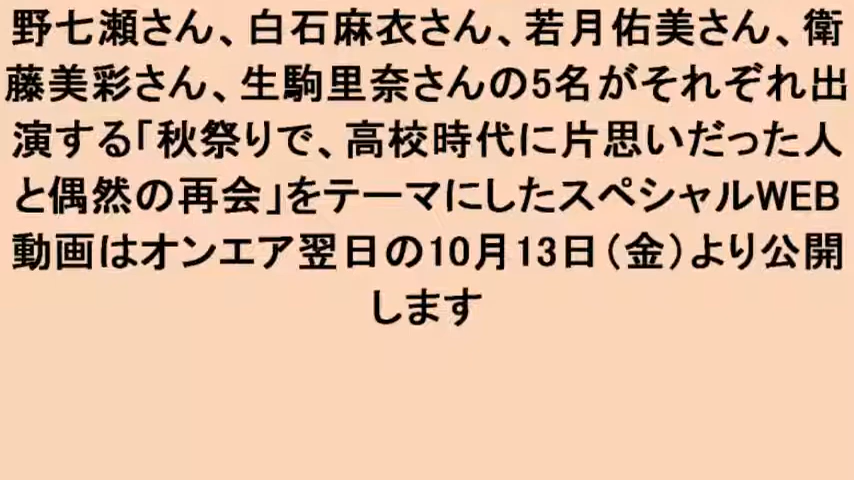 野七瀬さん、白石麻衣さん、若月佑美さん、衛
藤美彩さん、生駒里奈さんの5名がそれぞれ出
演する「秋祭りで、高校時代に片思いだった人
と偶然の再会」をテーマにしたスペシャルWEB
動画はオンエア翌日の10月13日（金）より公開
します